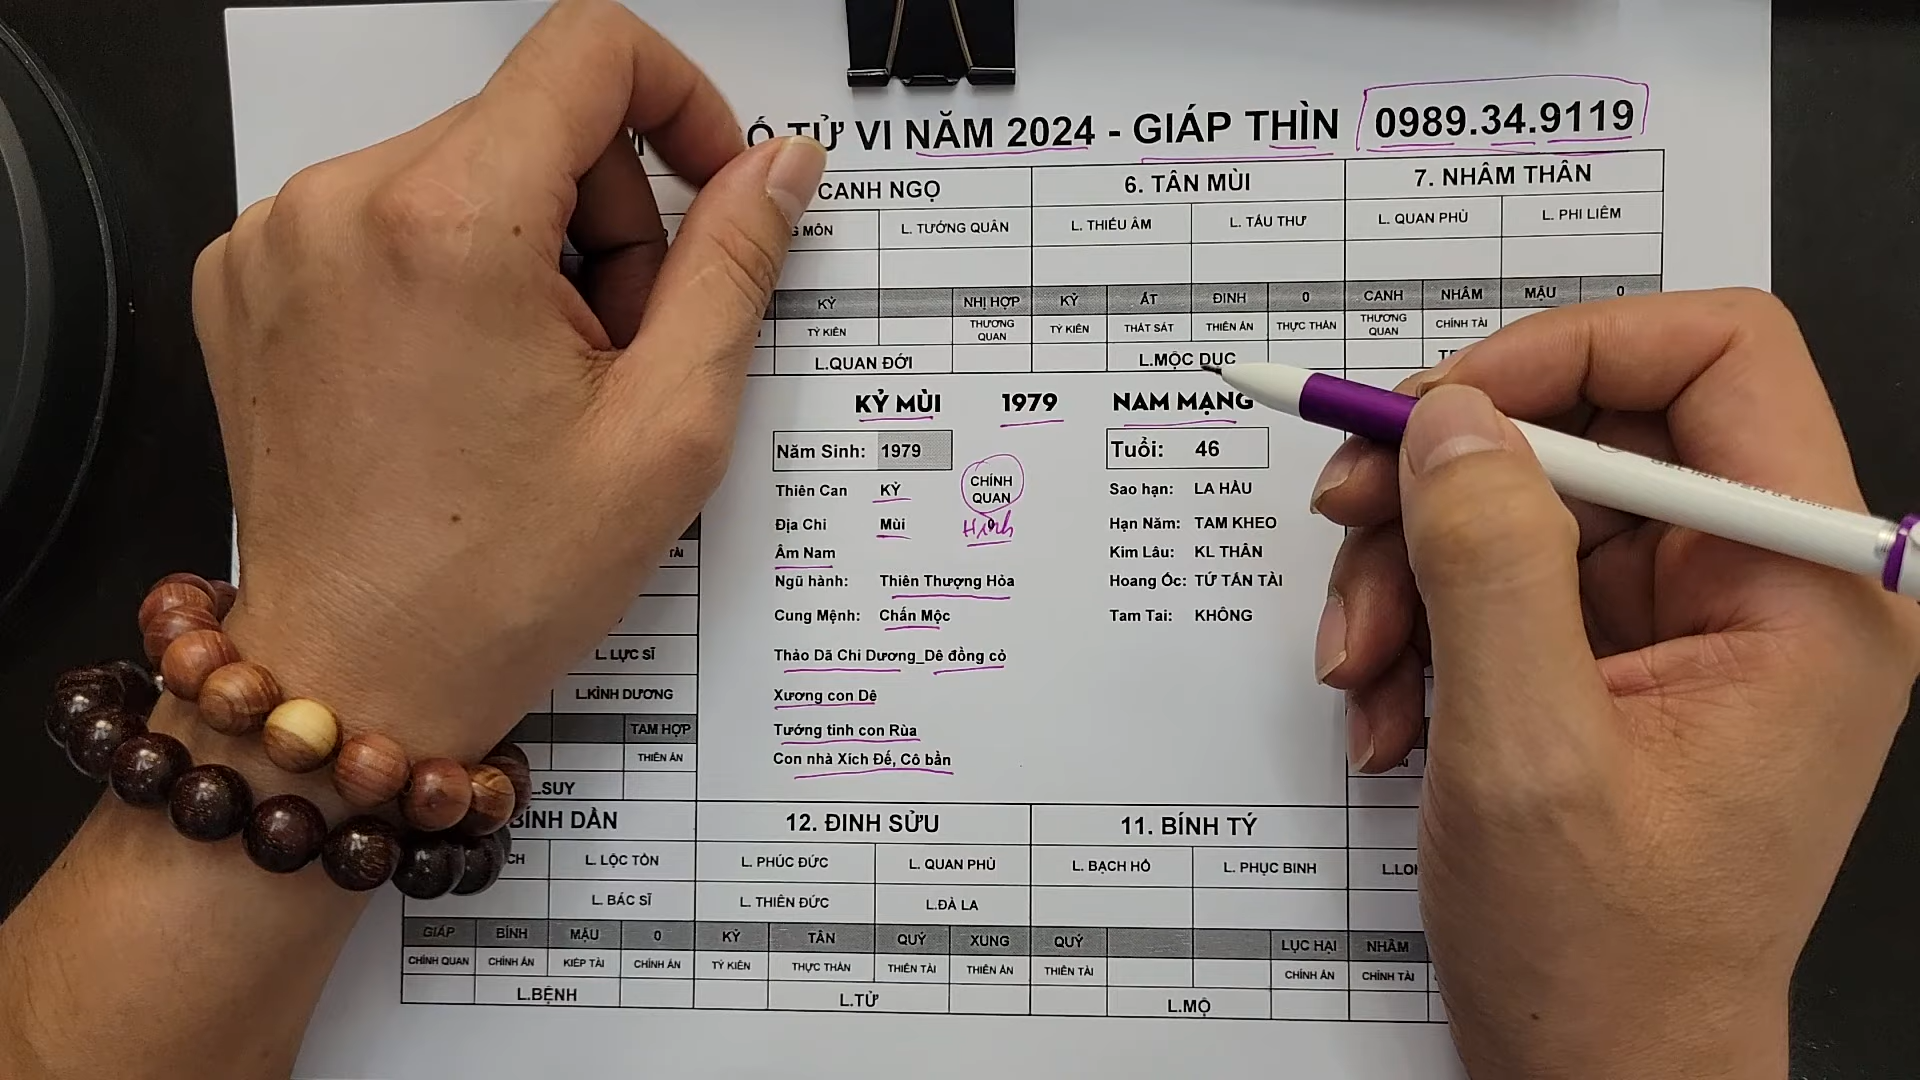 TỬ VI NĂM 2024 - GIÁP THÌN 0989.34.9119
CANH NGỌ 6. TÂN MÙI 7. NHÂM THÂN
MÔN L. TƯỚNG QUÂN L. THIẾU ÂM L. TẤU THƯ L. QUAN PHÙ L. PHI LIÊM
KỶ NHỊ HỢP KỶ ẤT ĐINH 0 CANH NHÂM MẬU 0
TỶ KIÊN THƯƠNG QUAN TỶ KIÊN THẤT SÁT THIÊN ẤN THỰC THẦN THƯƠNG QUAN CHÍNH TÀI
L.QUAN ĐỚI L.MỘC DỤC
KỶ MÙI 1979 NAM MẠNG
Năm Sinh: 1979 Tuổi: 46
Thiên Can KỶ CHÍNH QUAN Sao hạn: LA HẦU
Địa Chi Mùi Hình Hạn Năm: TAM KHEO
Âm Nam Kim Lâu: KL THÂN
Ngũ hành: Thiên Thượng Hỏa Hoang Ốc: TỨ TẤN TÀI
Cung Mệnh: Chấn Mộc Tam Tai: KHÔNG
L. LỰC SĨ Thảo Dã Chi Dương_Dê đồng cỏ
L.KÌNH DƯƠNG Xương con Dê
TAM HỢP Tướng tinh con Rùa
THIÊN ẤN Con nhà Xích Đế, Cô bần
SUY
BÍNH DẦN 12. ĐINH SỬU 11. BÍNH TÝ
L. LỘC TỒN L. PHÚC ĐỨC L. QUAN PHỦ L. BẠCH HỔ L. PHỤC BINH
L. BÁC SĨ L. THIÊN ĐỨC L.ĐÀ LA
GIÁP BÍNH MẬU 0 KỶ TÂN QUÝ XUNG QUÝ LỤC HẠI NHÂM
CHÍNH QUAN CHÍNH ẤN KIẾP TÀI CHÍNH ẤN TỶ KIÊN THỰC THẦN THIÊN TÀI THIÊN ẤN THIÊN TÀI CHÍNH ẤN CHÍNH TÀI
L.BỆNH L.TỬ L.MỘ